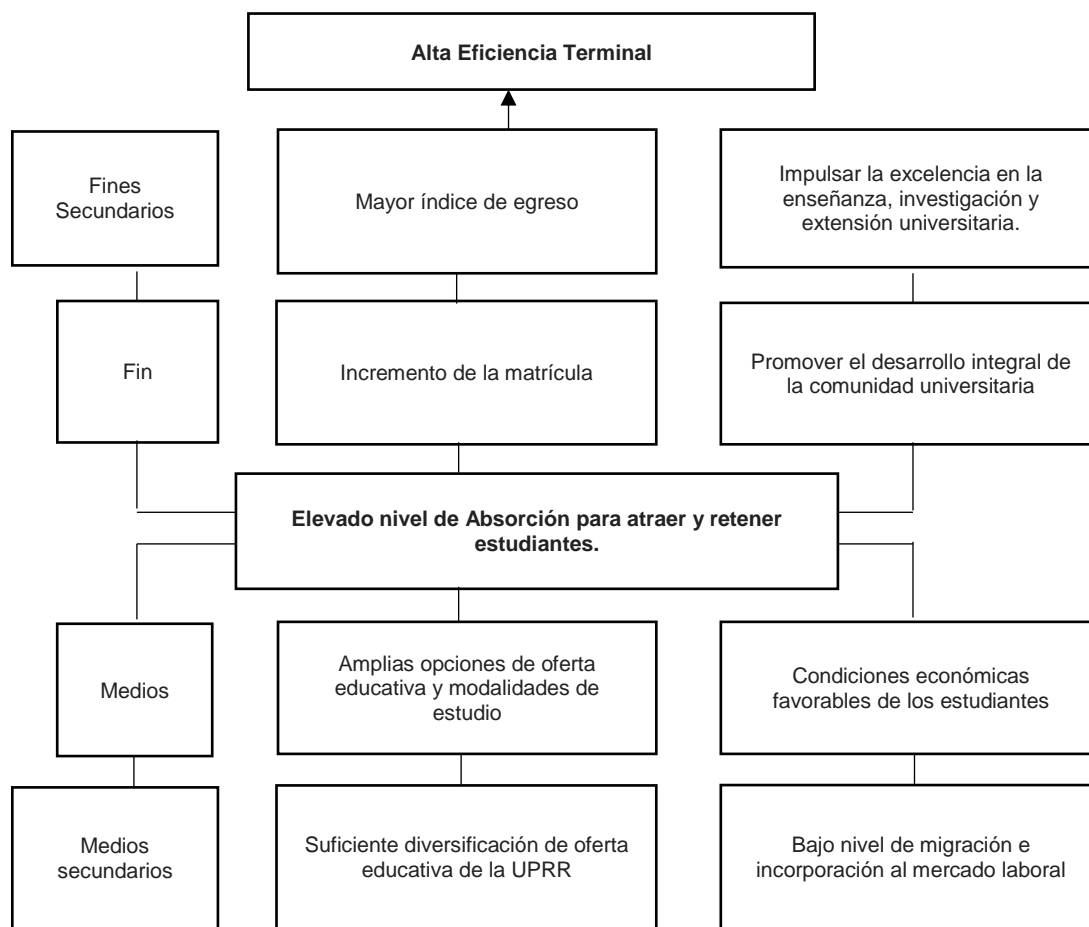 Alta Eficiencia Terminal
Fines
Secundarios
Mayor índice de egreso
Impulsar la excelencia en la
enseñanza, investigación y
extensión universitaria.
Fin
Incremento de la matrícula
Promover el desarrollo integral de
la comunidad universitaria
Elevado nivel de Absorción para atraer y retener
estudiantes.
Medios
Amplias opciones de oferta
educativa y modalidades de
estudio
Condiciones económicas
favorables de los estudiantes
Medios
secundarios
Suficiente diversificación de oferta
educativa de la UPRR
Bajo nivel de migración e
incorporación al mercado laboral